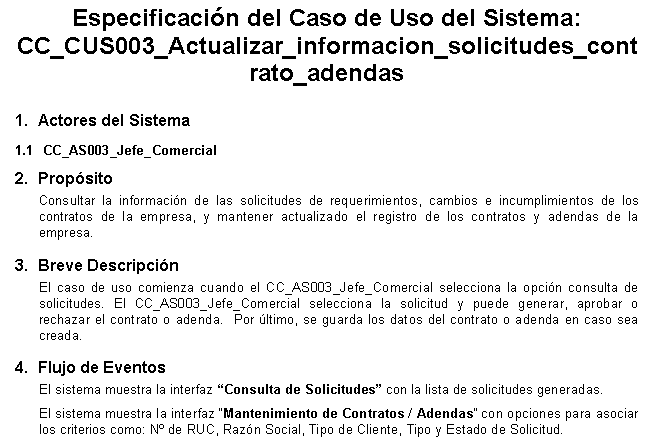 Especificación del Caso de Uso del Sistema:
CC_CUS003_Actualizar_informacion_solicitudes_cont
rato_adendas
1. Actores del Sistema
1.1 CC_AS003_Jefe_Comercial
2. Propósito
Consultar la información de las solicitudes de requerimientos, cambios e incumplimientos de los
contratos de la empresa, y mantener actualizado el registro de los contratos y adendas de la
empresa.
3. Breve Descripción
El caso de uso comienza cuando el CC_AS003_Jefe_Comercial selecciona la opción consulta de
solicitudes. El CC_AS003_Jefe_Comercial selecciona la solicitud y puede generar, aprobar o
rechazar el contrato o adenda. Por último, se guarda los datos del contrato o adenda en caso sea
creada.
4. Flujo de Eventos
El sistema muestra la interfaz “Consulta de Solicitudes” con la lista de solicitudes generadas.
El sistema muestra la interfaz "Mantenimiento de Contratos / Adendas" con opciones para asociar
los criterios como: Nº de RUC, Razón Social, Tipo de Cliente, Tipo y Estado de Solicitud.